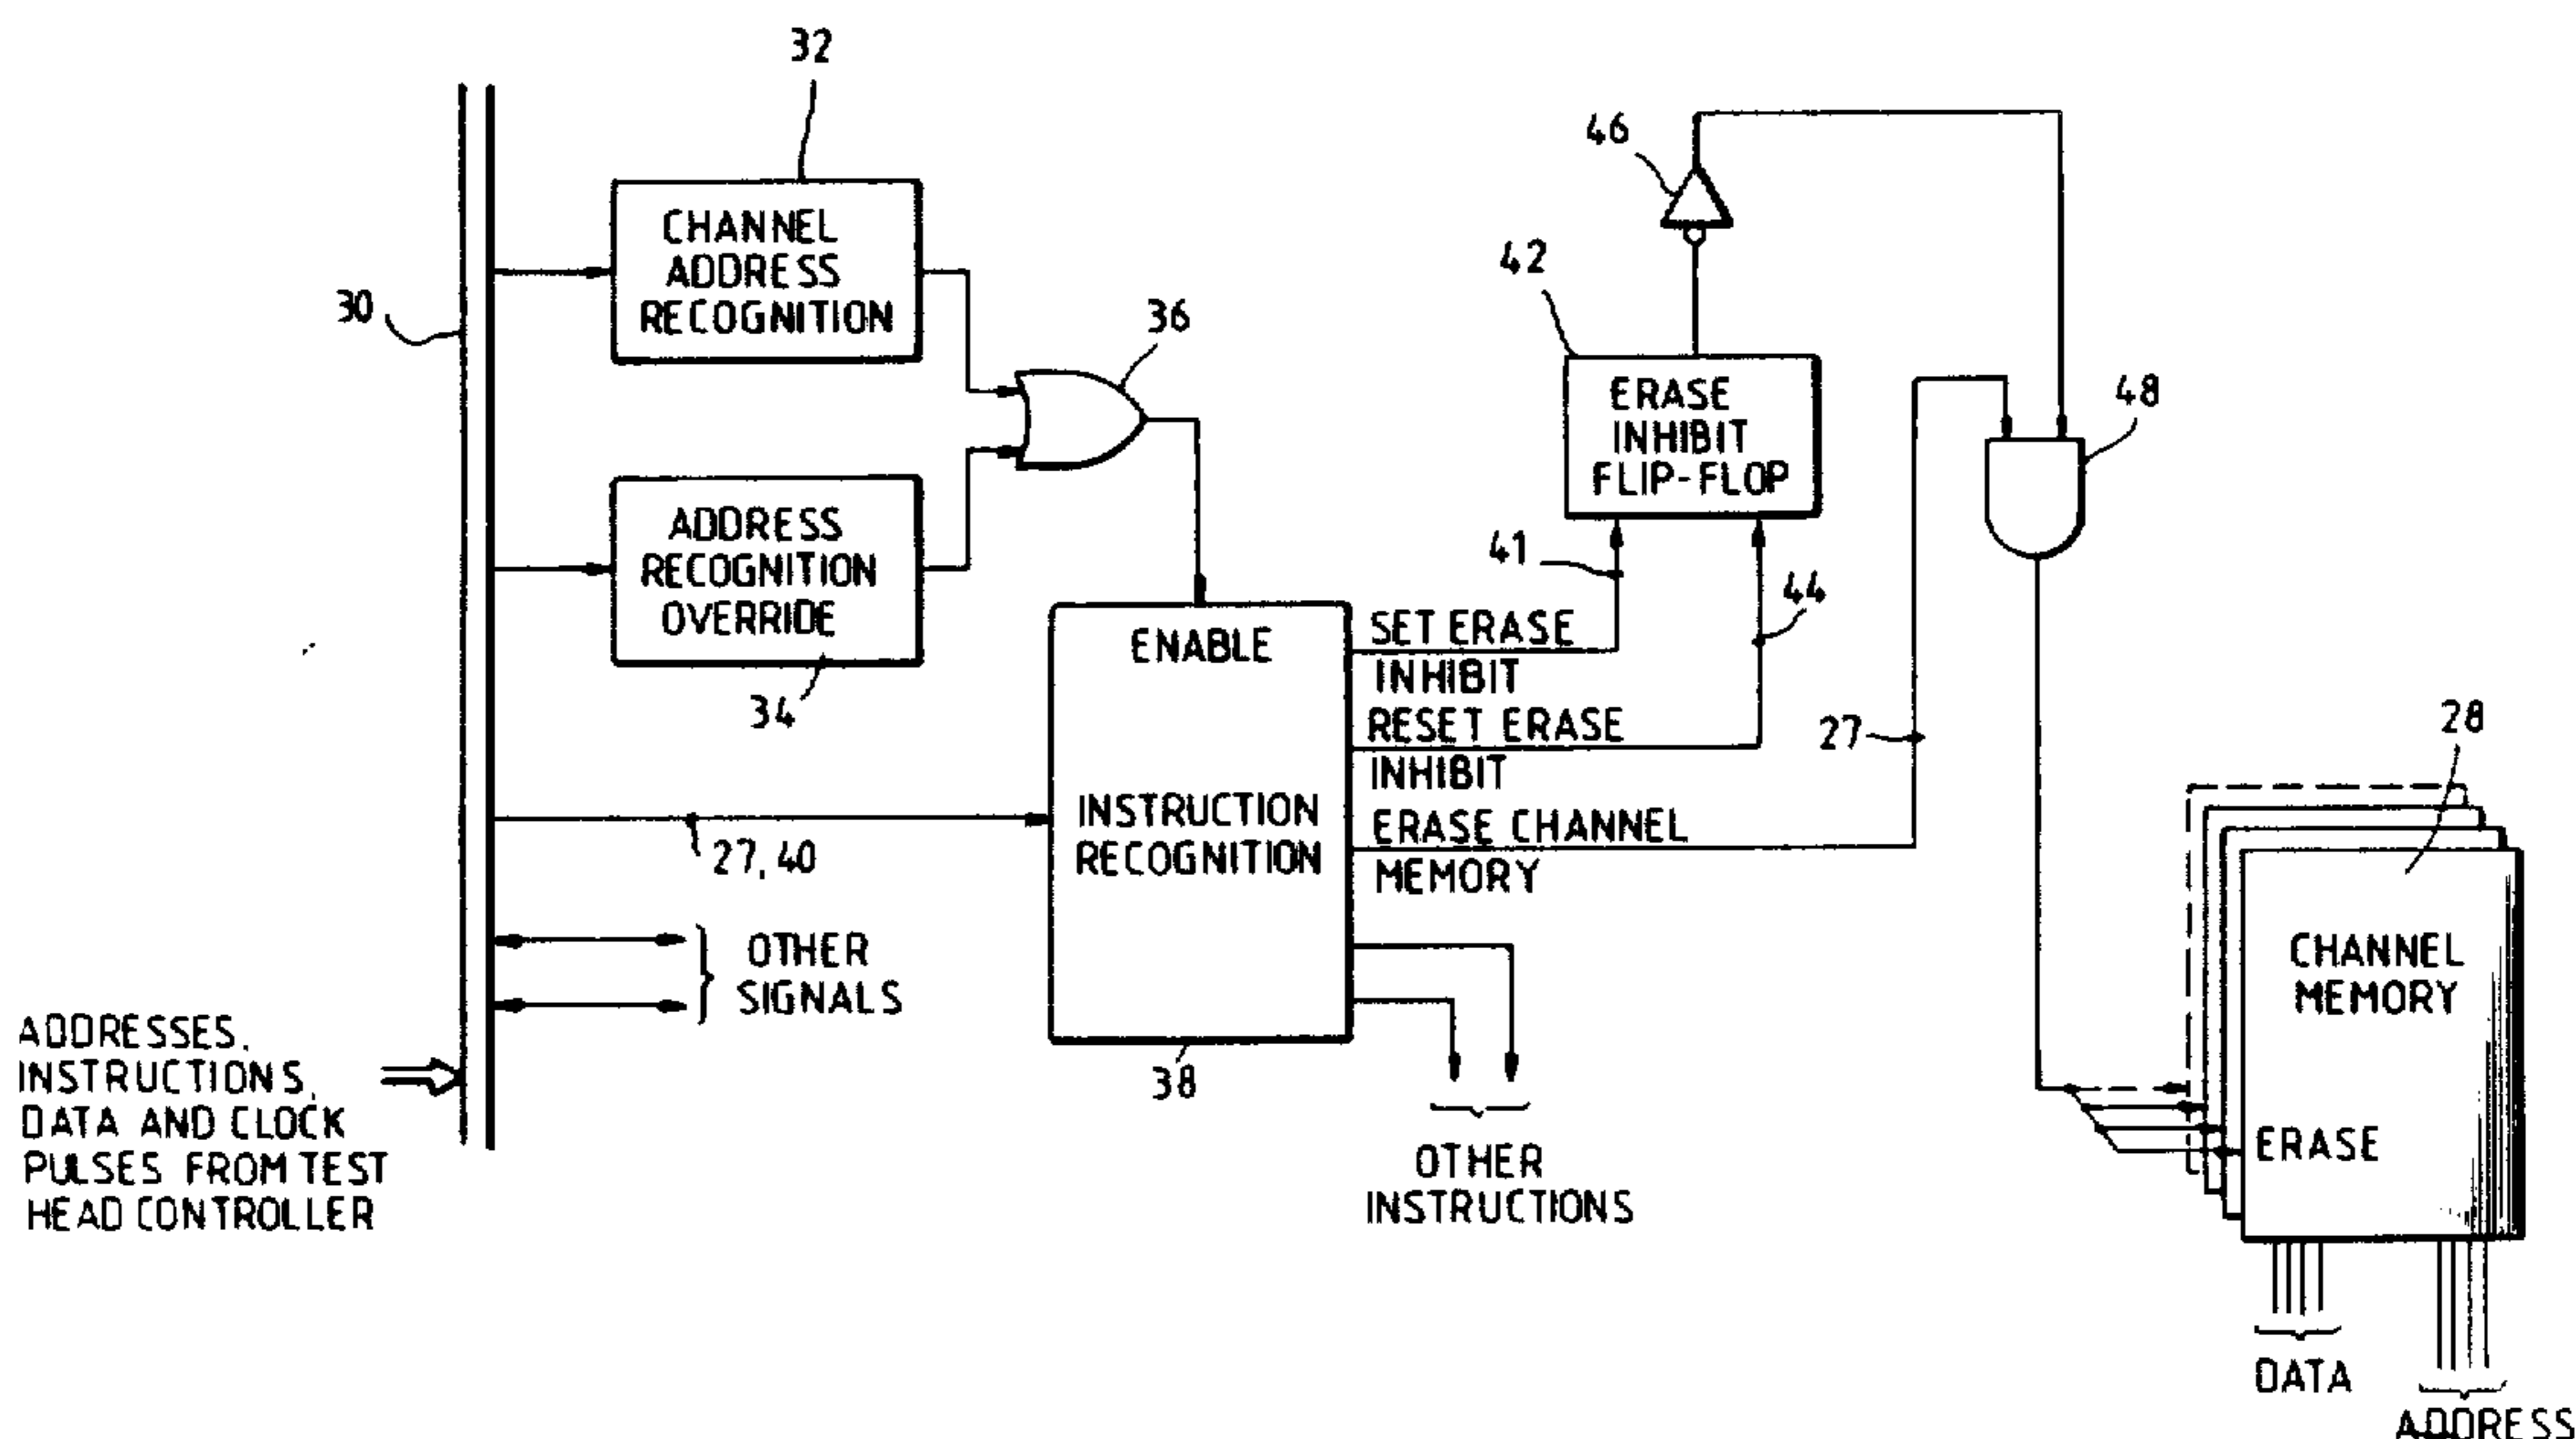 32
CHANNEL
ADDRESS
RECOGNITION
30
36
ADDRESS
RECOGNITION
OVERRIDE
34
46
42
ERASE
INHIBIT
FLIP-FLOP
48
41
44
ENABLE
SET ERASE
INHIBIT
RESET ERASE
INHIBIT
27
28
INSTRUCTION
RECOGNITION
ERASE CHANNEL
MEMORY
27, 40
OTHER
SIGNALS
CHANNEL
MEMORY
ADDRESSES,
INSTRUCTIONS,
DATA AND CLOCK
PULSES FROM TEST
HEAD CONTROLLER
38
ERASE
OTHER
INSTRUCTIONS
DATA
ADDRESS